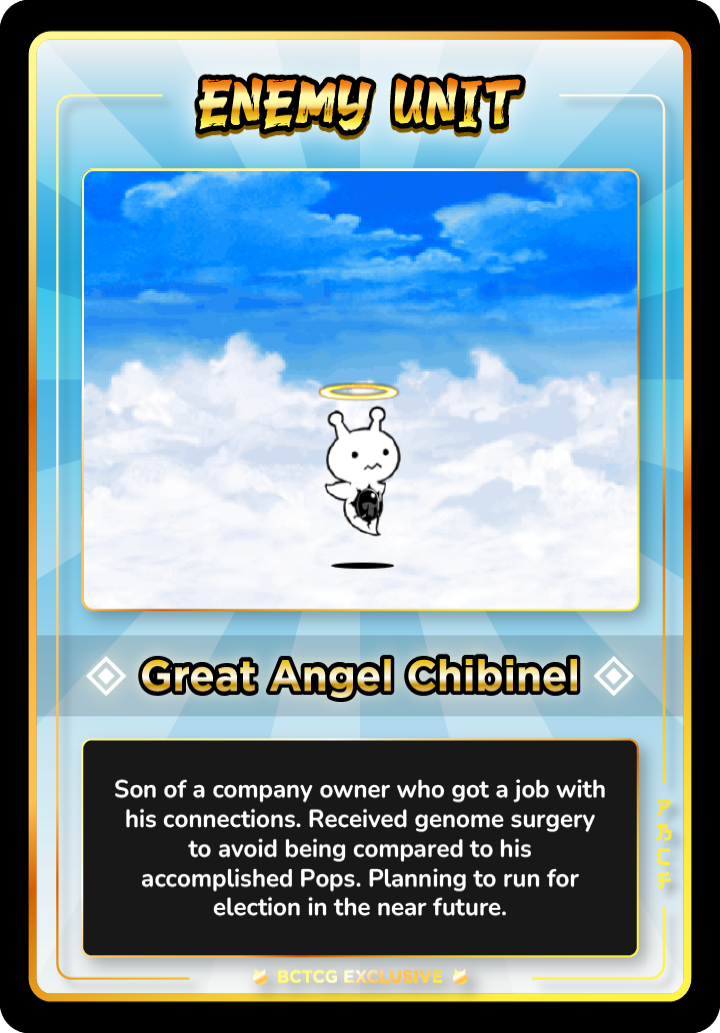 ENEMY UNIT
Great Angel Chibinel
Son of a company owner who got a job with
his connections. Received genome surgery
to avoid being compared to his
accomplished Pops. Planning to run for
election in the near future.
BCTCG EXCLUSIVE